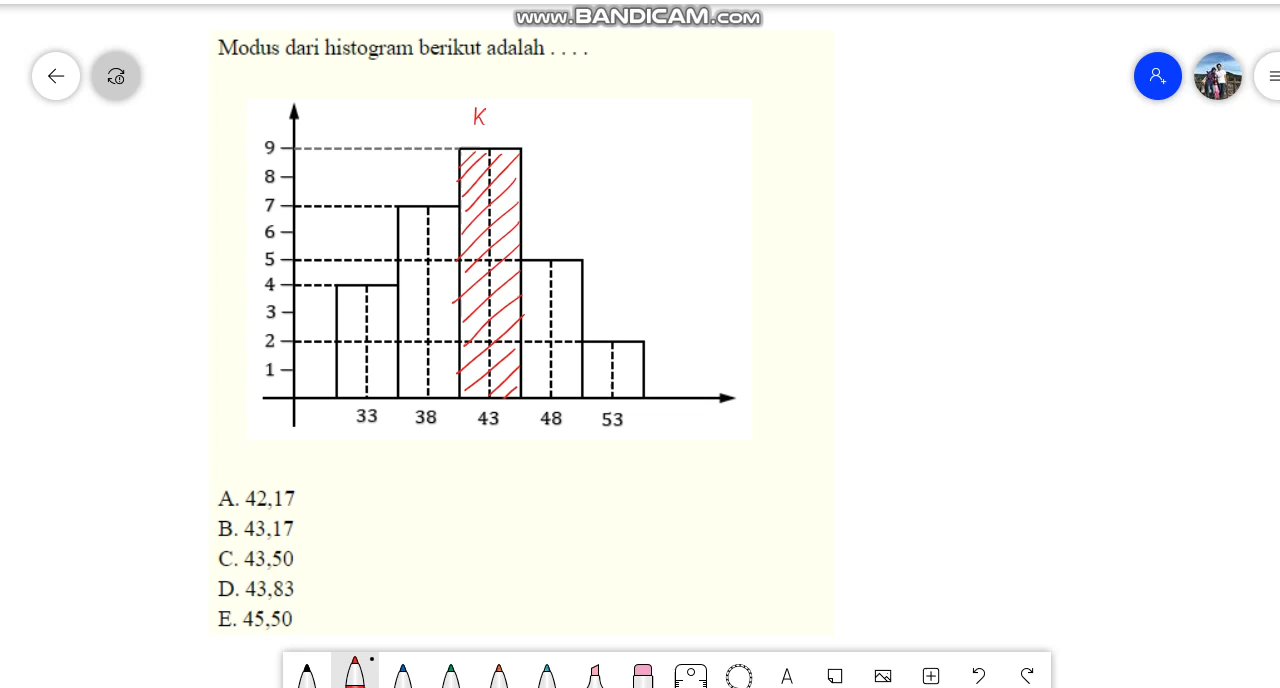 www.BANDICAM.com
Modus dari histogram berikut adalah . . . .
K
9
8
7
6
5
4
3
2
1
33 38 43 48 53
A. 42,17
B. 43,17
C. 43,50
D. 43,83
E. 45,50
A